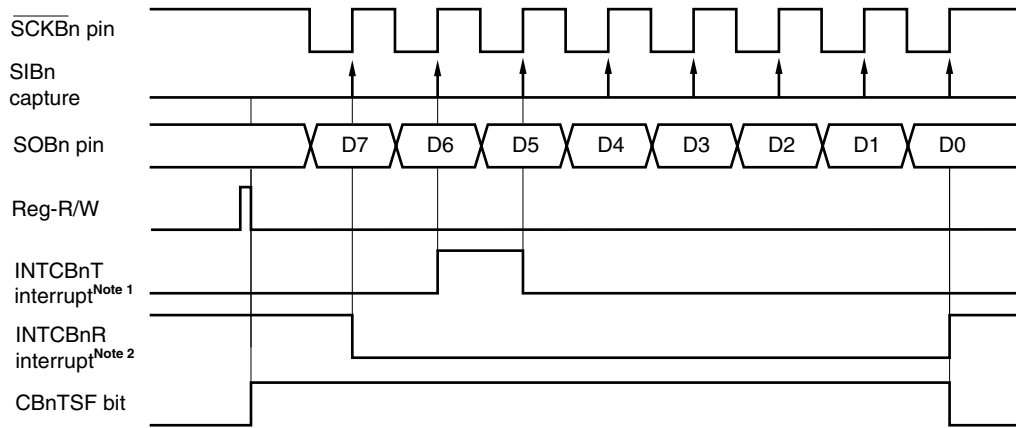 SCKBn pin
SIBn
capture
SOBn pin
D7 D6 D5 D4 D3 D2 D1 D0
Reg-R/W
INTCBnT
interruptNote 1
INTCBnR
interruptNote 2
CBnTSF bit